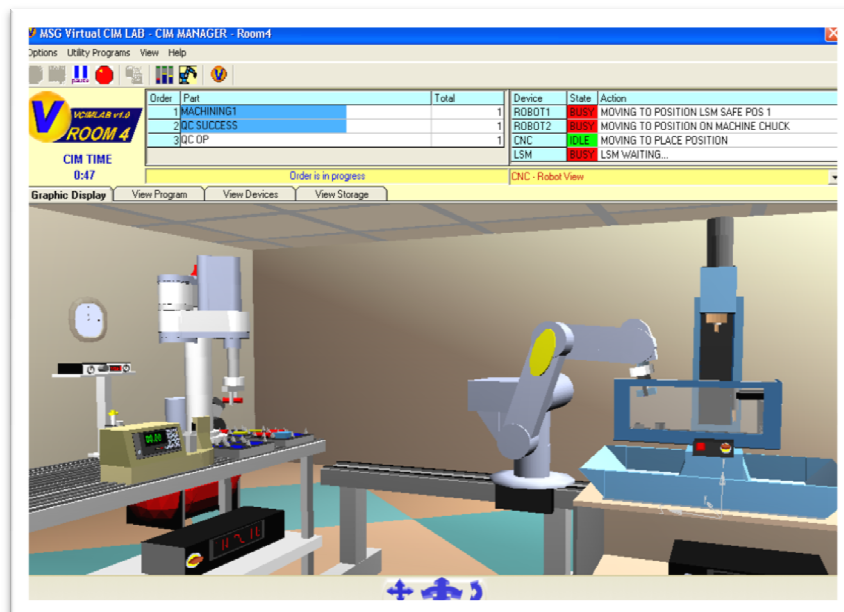 MSG Virtual CIM LAB - CIM MANAGER - Room4
Options Utility Programs View Help
pause
V VCIMLAB v1.0
ROOM 4
CIM TIME
0:47
Order Part Total
1 MACHINING1 1
2 QC SUCCESS 1
3 QC OP 1
Order is in progress
Device State Action
ROBOT1 BUSY MOVING TO POSITION LSM SAFE POS 1
ROBOT2 BUSY MOVING TO POSITION ON MACHINE CHUCK
CNC IDLE MOVING TO PLACE POSITION
LSM BUSY LSM WAITING...
CNC - Robot View
Graphic Display View Program View Devices View Storage